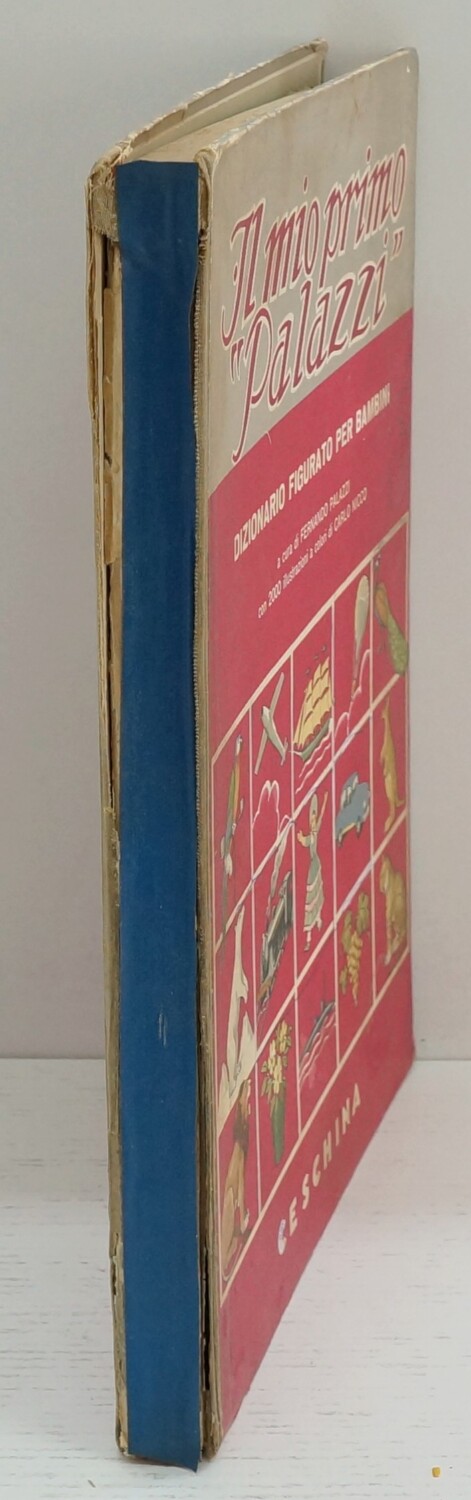 Il mio primo
"Palazzi"
DIZIONARIO FIGURATO PER BAMBINI
a cura di FERNANDO PALAZZI
con 2000 illustrazioni a colori di CARLO NICCO
CESCHINA